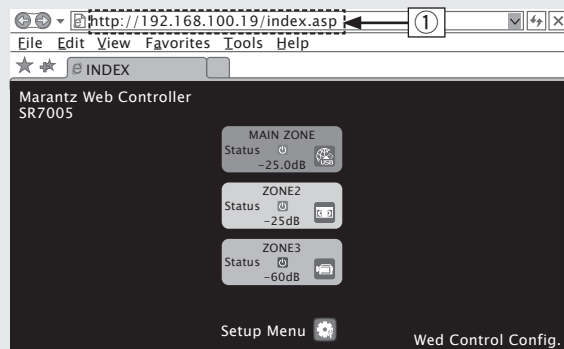 http://192.168.100.19/index.asp
①
File Edit View Favorites Tools Help
INDEX
Marantz Web Controller
SR7005
MAIN ZONE
Status
-25.0dB
USB
ZONE2
Status
-25dB
ZONE3
Status
-60dB
Setup Menu
Wed Control Config.